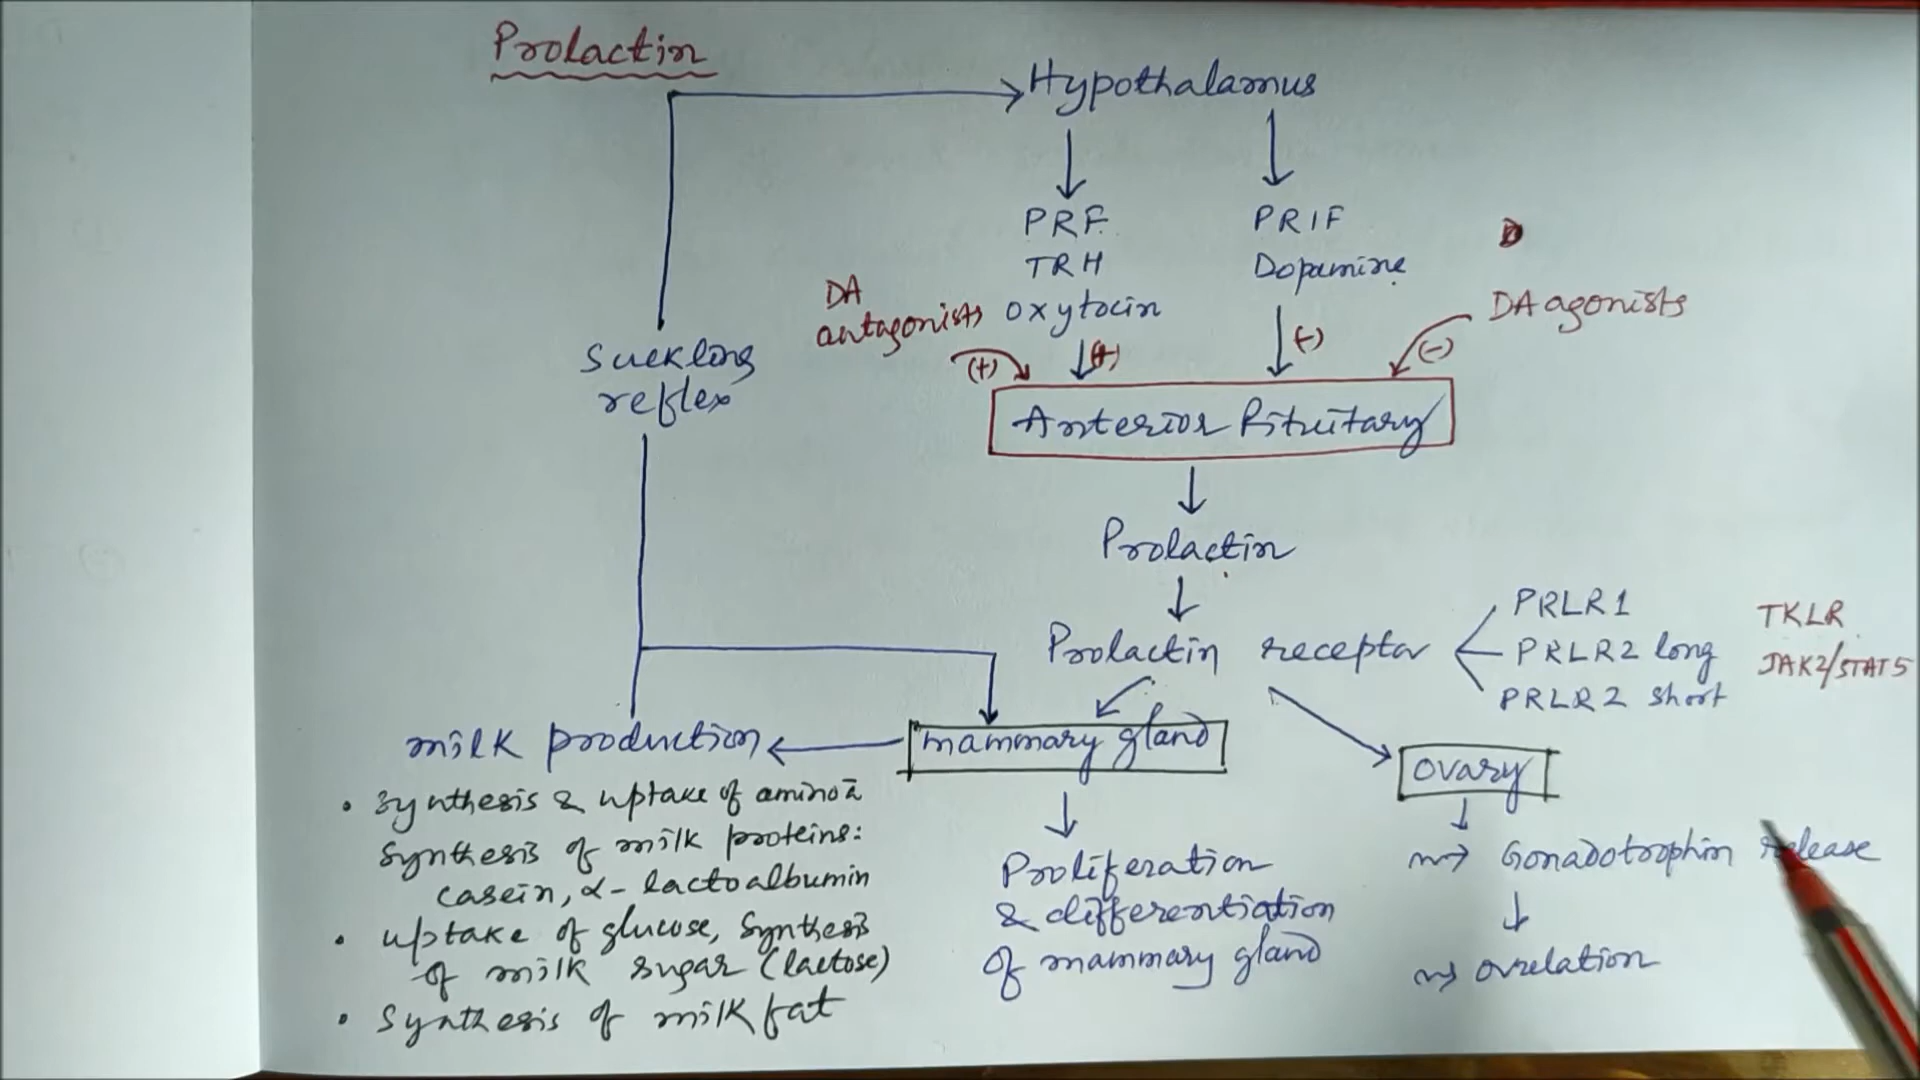 Prolactin
Hypothalamus
PRF
TRH
oxytocin
PRIF
Dopamine
D
DA
antagonists
(+)
(+)
(-)
(-)
DA agonists
Suckling
reflex
Anterior Pituitary
Prolactin
Prolactin receptor
PRLR1
PRLR2 long
PRLR2 short
TKLR
JAK2/STAT5
milk production
mammary gland
ovary
• Synthesis & uptake of amino a
Synthesis of milk proteins:
casein, α-lactoalbumin
• uptake of glucose, Synthesis
of milk sugar (lactose)
• Synthesis of milk fat
Proliferation
& differentiation
of mammary gland
Gonadotrophin release
ovulation